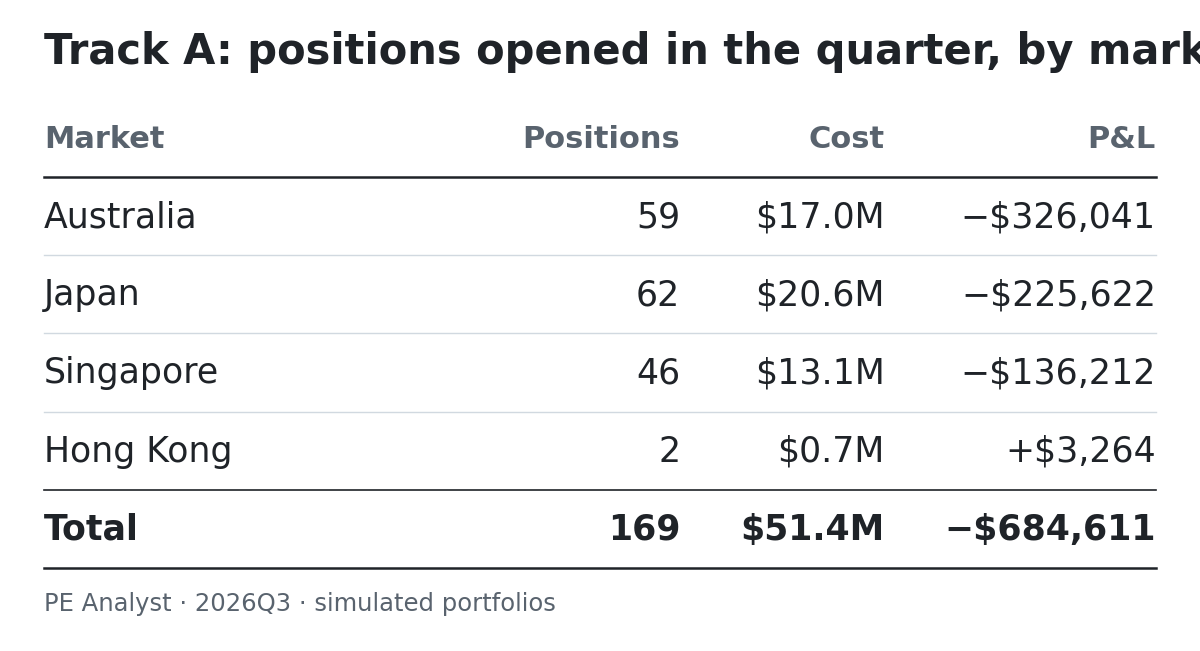 Track A: positions opened in the quarter, by mark
Market Positions Cost P&L
Australia 59 $17.0M −$326,041
Japan 62 $20.6M −$225,622
Singapore 46 $13.1M −$136,212
Hong Kong 2 $0.7M +$3,264
Total 169 $51.4M −$684,611
PE Analyst · 2026Q3 · simulated portfolios